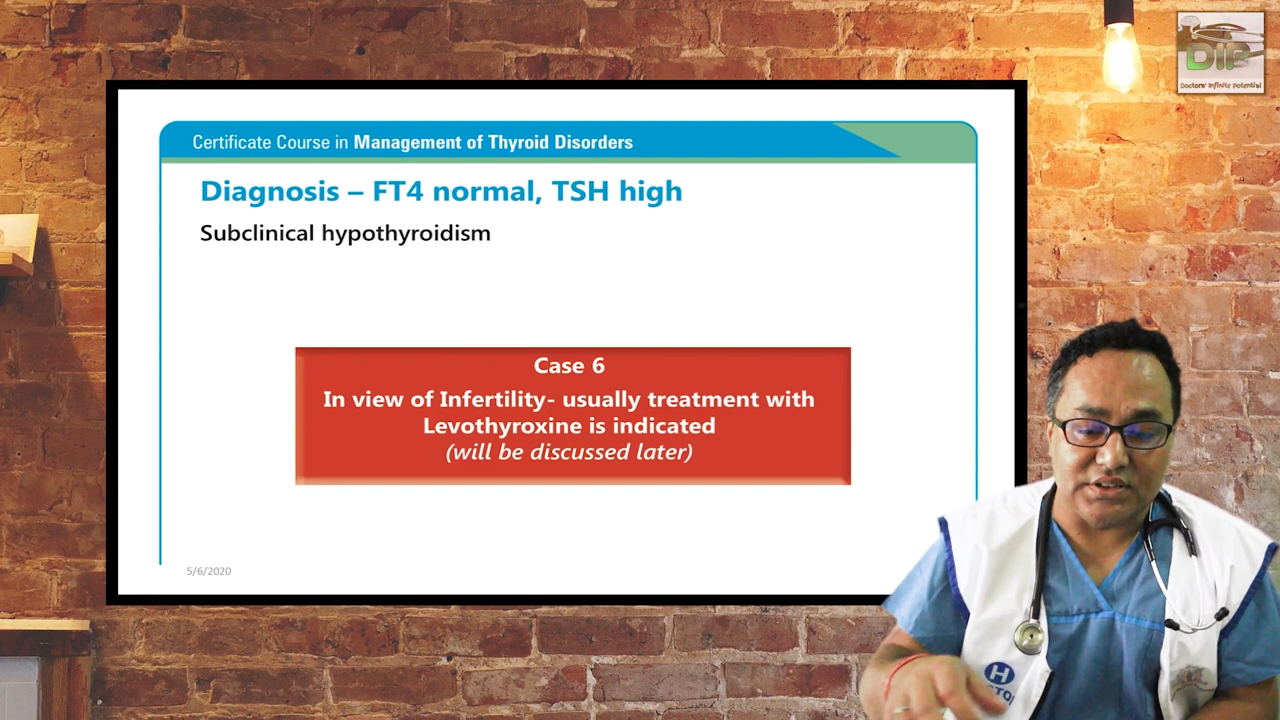 DIP
Doctors' Infinite Potential
Certificate Course in Management of Thyroid Disorders
Diagnosis – FT4 normal, TSH high
Subclinical hypothyroidism
Case 6
In view of Infertility- usually treatment with
Levothyroxine is indicated
(will be discussed later)
5/6/2020
H